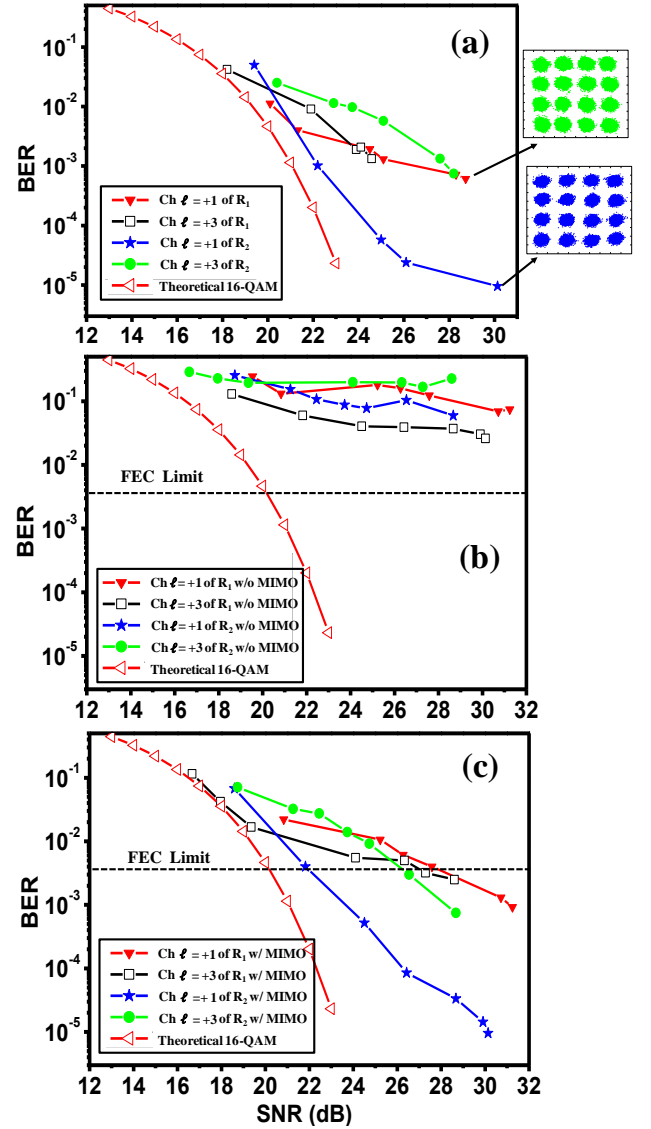 (a)
10⁻¹
10⁻²
10⁻³
10⁻⁴
10⁻⁵
BER
Ch ℓ = +1 of R₁
Ch ℓ = +3 of R₁
Ch ℓ = +1 of R₂
Ch ℓ = +3 of R₂
Theoretical 16-QAM
12 14 16 18 20 22 24 26 28 30
10⁻¹
10⁻²
10⁻³
10⁻⁴
10⁻⁵
BER
FEC Limit
(b)
Ch ℓ = +1 of R₁ w/o MIMO
Ch ℓ = +3 of R₁ w/o MIMO
Ch ℓ = +1 of R₂ w/o MIMO
Ch ℓ = +3 of R₂ w/o MIMO
Theoretical 16-QAM
12 14 16 18 20 22 24 26 28 30 32
(c)
10⁻¹
10⁻²
10⁻³
10⁻⁴
10⁻⁵
BER
FEC Limit
Ch ℓ = +1 of R₁ w/ MIMO
Ch ℓ = +3 of R₁ w/ MIMO
Ch ℓ = +1 of R₂ w/ MIMO
Ch ℓ = +3 of R₂ w/ MIMO
Theoretical 16-QAM
12 14 16 18 20 22 24 26 28 30 32
SNR (dB)